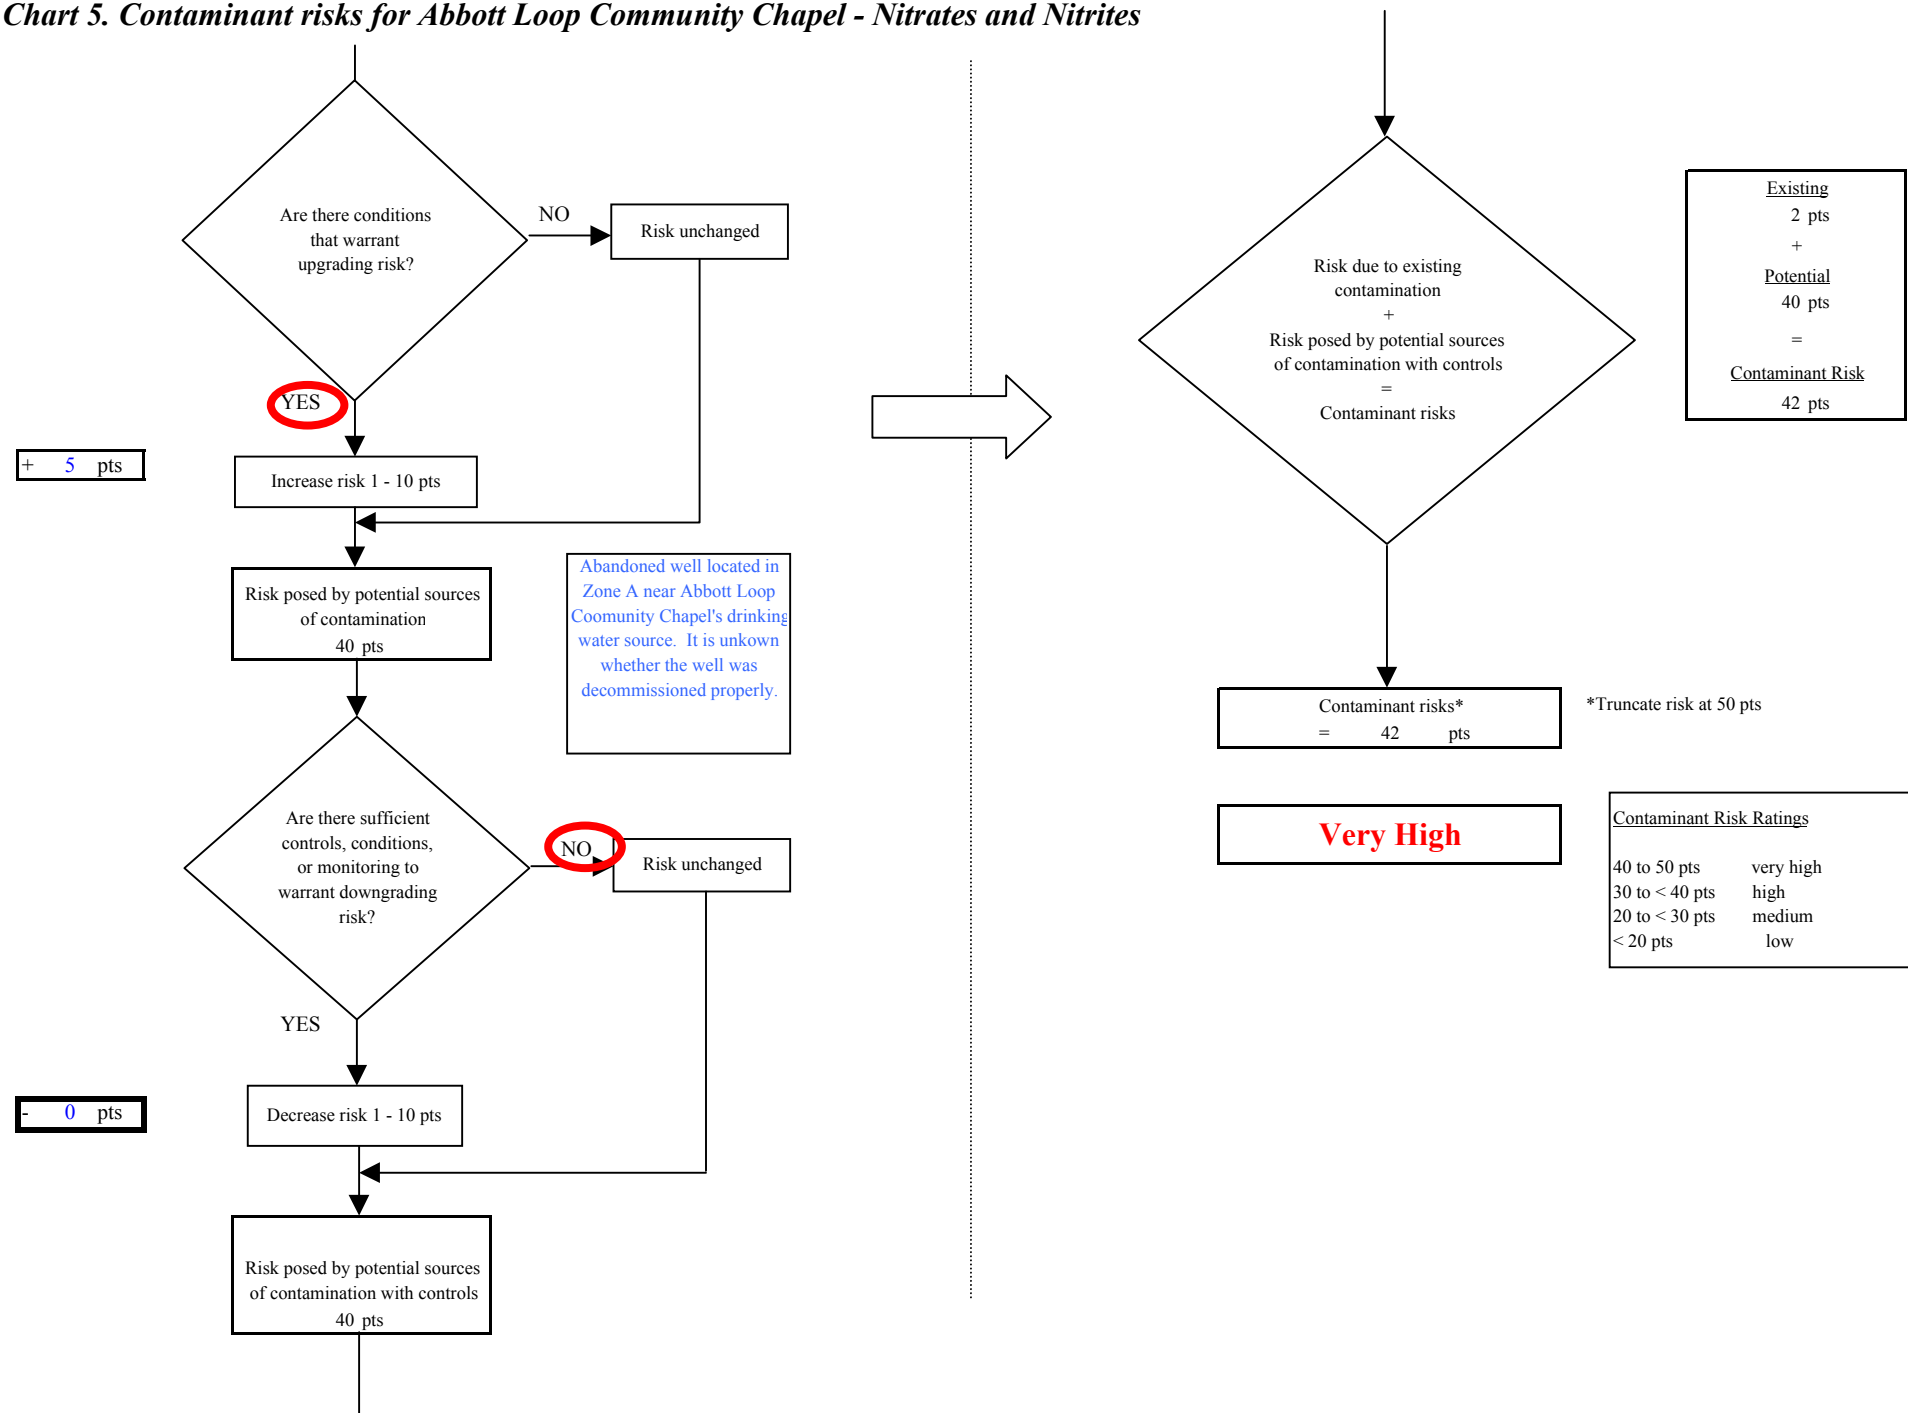 Chart 5. Contaminant risks for Abbott Loop Community Chapel - Nitrates and Nitrites
Are there conditions
that warrant
upgrading risk?
NO
Risk unchanged
YES
+ 5 pts
Increase risk 1 - 10 pts
Risk posed by potential sources
of contamination
40 pts
Abandoned well located in
Zone A near Abbott Loop
Coomunity Chapel's drinking
water source. It is unkown
whether the well was
decommissioned properly.
Are there sufficient
controls, conditions,
or monitoring to
warrant downgrading
risk?
NO
Risk unchanged
YES
- 0 pts
Decrease risk 1 - 10 pts
Risk posed by potential sources
of contamination with controls
40 pts
Risk due to existing
contamination
+
Risk posed by potential sources
of contamination with controls
=
Contaminant risks
Existing
2 pts
+
Potential
40 pts
=
Contaminant Risk
42 pts
Contaminant risks*
= 42 pts
*Truncate risk at 50 pts
Very High
Contaminant Risk Ratings
40 to 50 pts very high
30 to < 40 pts high
20 to < 30 pts medium
< 20 pts low